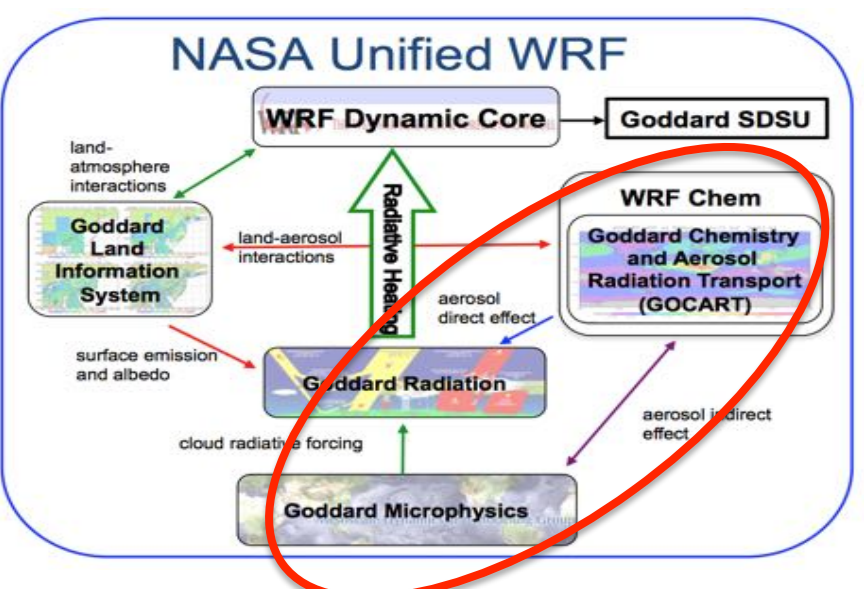 NASA Unified WRF
WRF Dynamic Core
Goddard SDSU
land-
atmosphere
interactions
WRF Chem
Goddard
Land
Information
System
land-aerosol
interactions
Radiative Heating
Goddard Chemistry
and Aerosol
Radiation Transport
(GOCART)
aerosol
direct effect
surface emission
and albedo
Goddard Radiation
aerosol indirect
effect
cloud radiative forcing
Goddard Microphysics